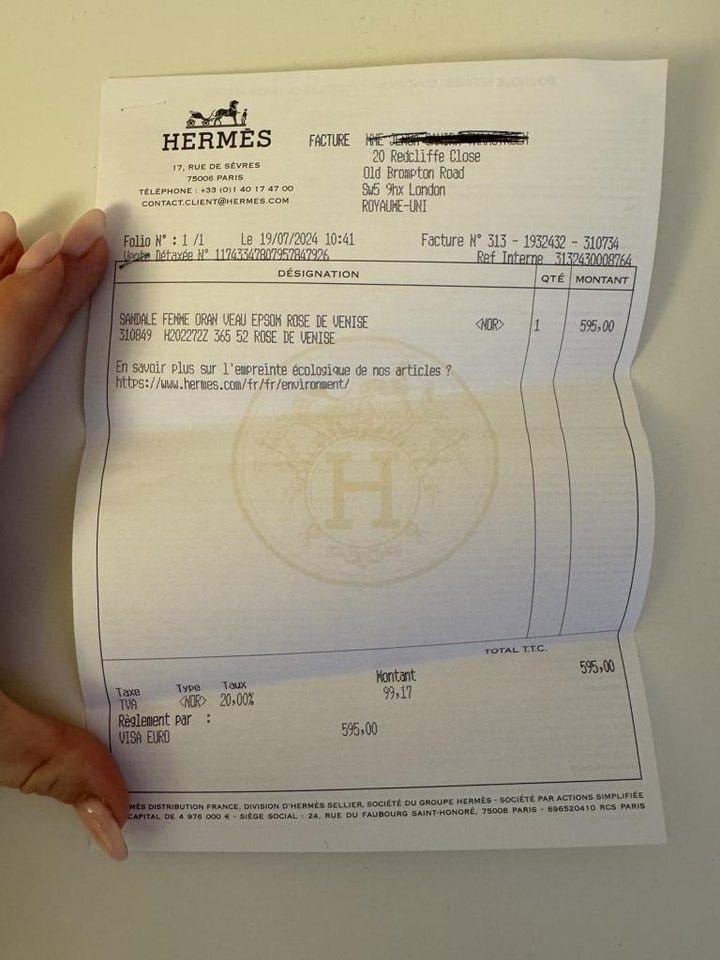 HERMÈS
17, RUE DE SÈVRES
75006 PARIS
TÉLÉPHONE : +33 (0)1 40 17 47 00
CONTACT.CLIENT@HERMES.COM
FACTURE MME
20 Redcliffe Close
Old Brompton Road
Sw5 9hx London
ROYAUME-UNI
Folio N° : 1 /1 Le 19/07/2024 10:41 Facture N° 313 - 1932432 - 310734
Vente Détaxée N° 11743347807957847926 Ref Interne 3132430008764
DÉSIGNATION QTÉ MONTANT
SANDALE FEMME ORAN VEAU EPSOM ROSE DE VENISE <NOR> 1 595,00
310849 H202272Z 365 52 ROSE DE VENISE
En savoir plus sur l'empreinte écologique de nos articles ?
https://www.hermes.com/fr/fr/environment/
H
TOTAL T.T.C. 595,00
Taxe Type Taux Montant
TVA <NOR> 20,00% 99,17
Règlement par :
VISA EURO 595,00
MÈS DISTRIBUTION FRANCE, DIVISION D'HERMÈS SELLIER, SOCIÉTÉ DU GROUPE HERMÈS - SOCIÉTÉ PAR ACTIONS SIMPLIFIÉE
CAPITAL DE 4 976 000 € - SIÈGE SOCIAL : 24, RUE DU FAUBOURG SAINT-HONORÉ, 75008 PARIS - 696520410 RCS PARIS